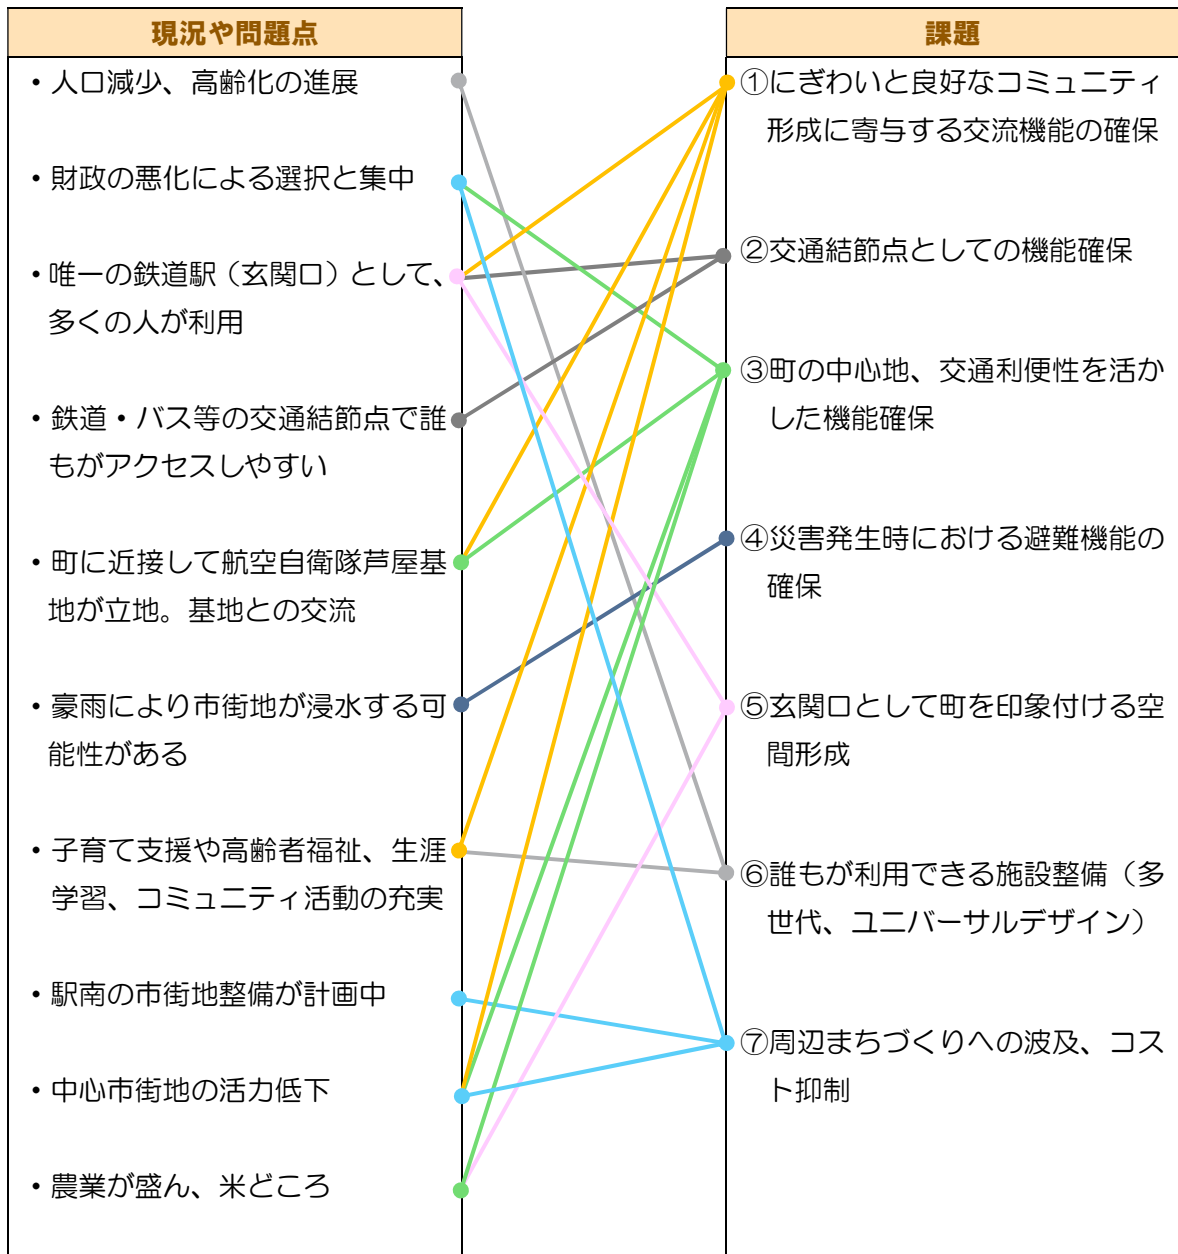 現況や問題点
・人口減少、高齢化の進展
・財政の悪化による選択と集中
・唯一の鉄道駅（玄関口）として、
多くの人が利用
・鉄道・バス等の交通結節点で誰
もがアクセスしやすい
・町に近接して航空自衛隊芦屋基
地が立地。基地との交流
・豪雨により市街地が浸水する可
能性がある
・子育て支援や高齢者福祉、生涯
学習、コミュニティ活動の充実
・駅南の市街地整備が計画中
・中心市街地の活力低下
・農業が盛ん、米どころ
課題
①にぎわいと良好なコミュニティ
形成に寄与する交流機能の確保
②交通結節点としての機能確保
③町の中心地、交通利便性を活か
した機能確保
④災害発生時における避難機能の
確保
⑤玄関口として町を印象付ける空
間形成
⑥誰もが利用できる施設整備（多
世代、ユニバーサルデザイン）
⑦周辺まちづくりへの波及、コス
ト抑制